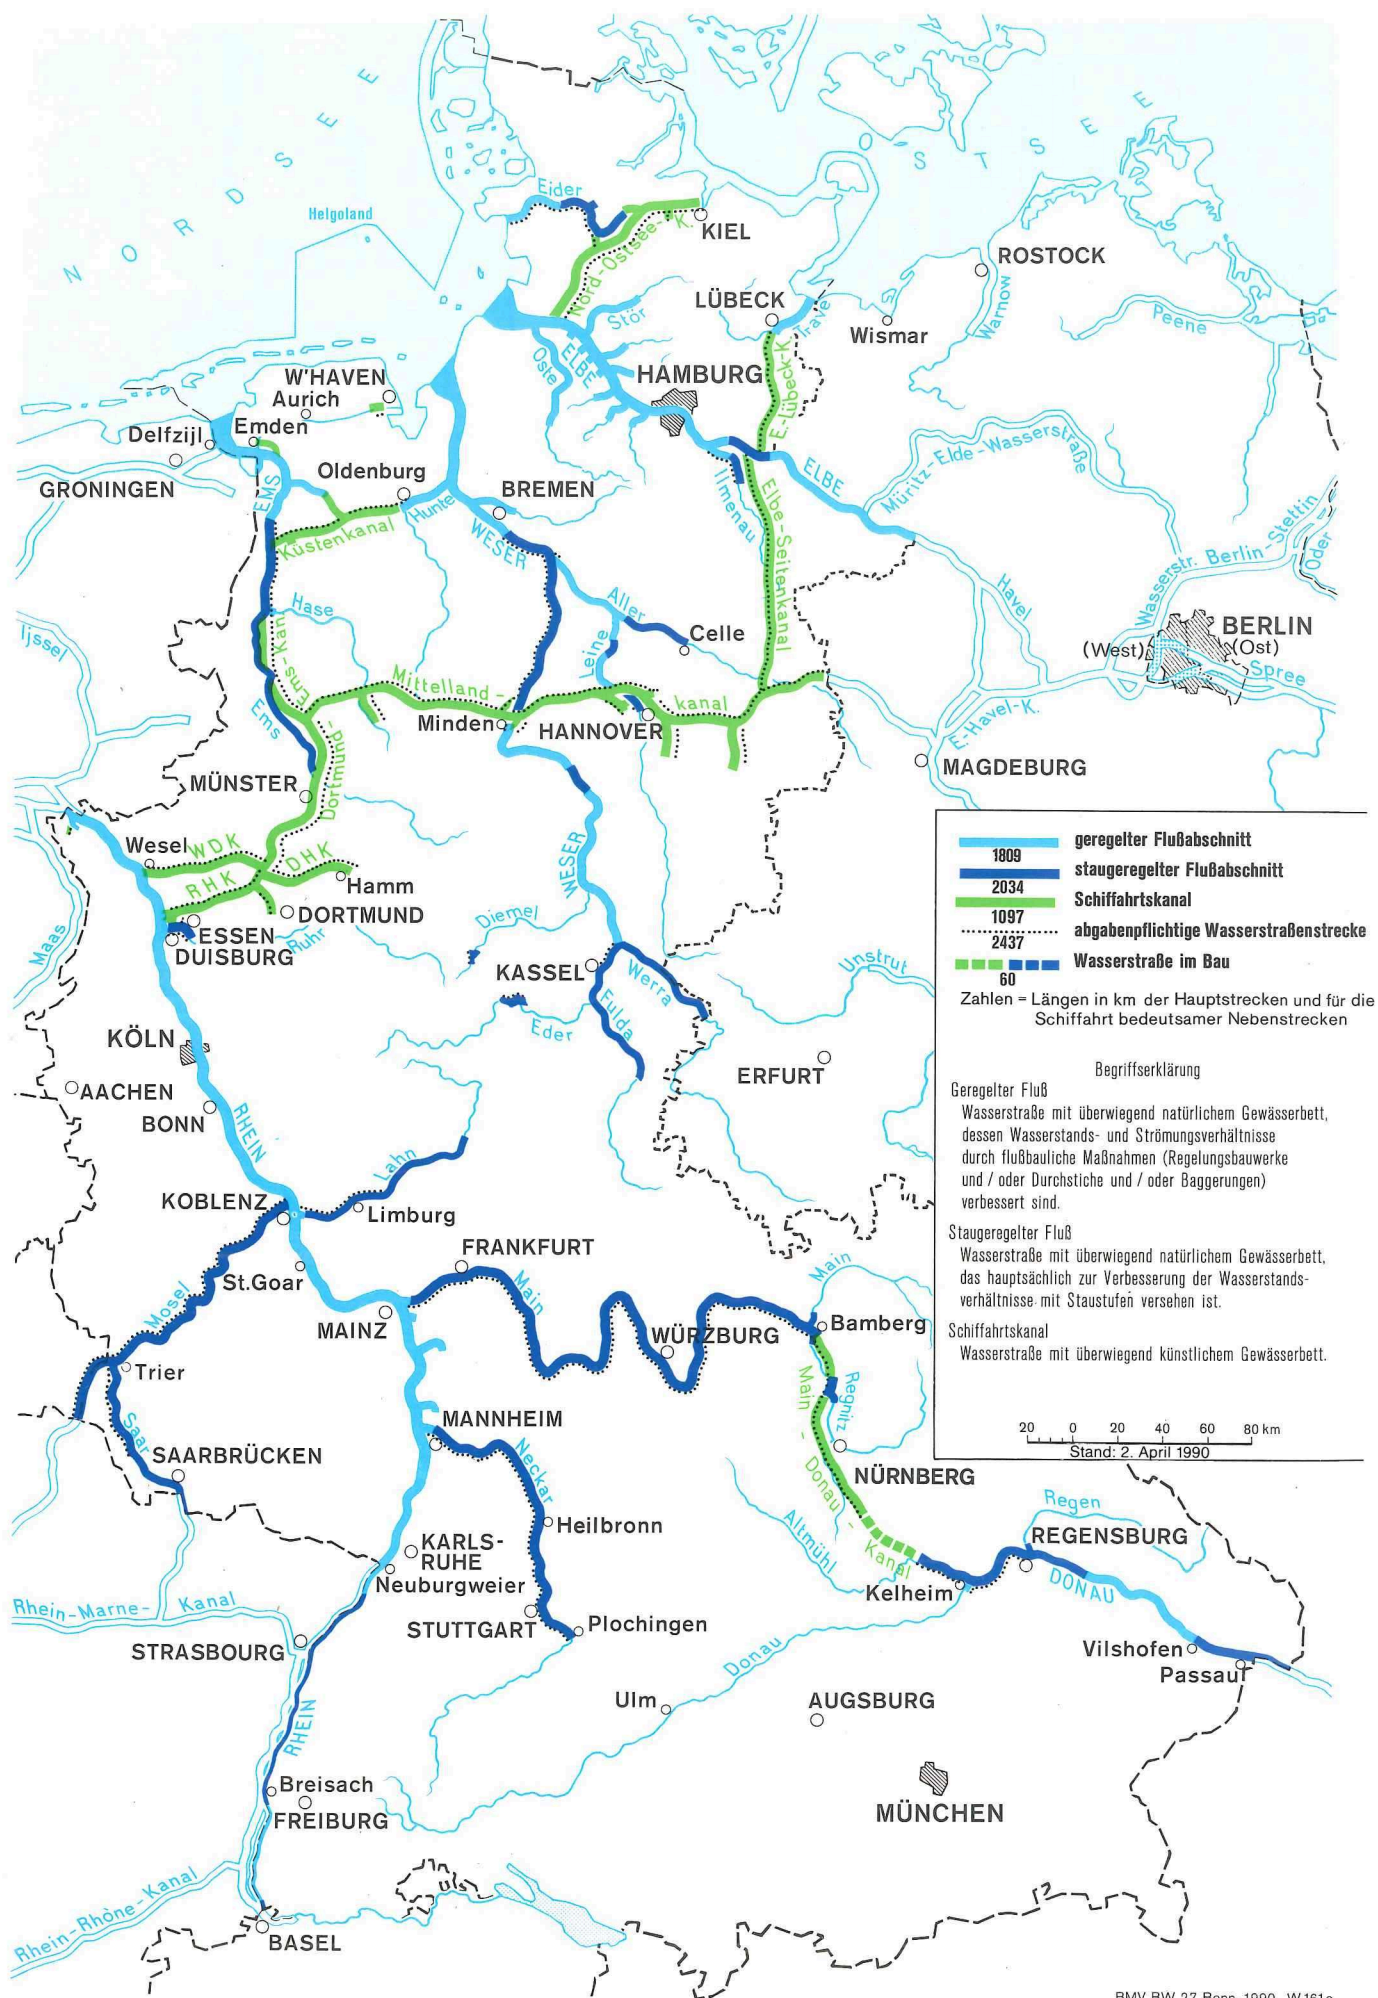 NORDSEE
OSTSEE
Helgoland
Eider
Nord-Ostsee-K.
KIEL
ROSTOCK
LÜBECK
Trave
Wismar
Warnow
Peene
Stör
Oste
ELBE
HAMBURG
E.-Lübeck-K.
W'HAVEN
Aurich
Emden
Delfzijl
GRONINGEN
Oldenburg
EMS
Küstenkanal
Hunte
BREMEN
WESER
Ilmenau
Elbe-Seitenkanal
ELBE
Müritz-Elde-Wasserstraße
Wasserstr. Berlin-Stettin
Oder
Havel
Hase
Aller
Leine
Celle
BERLIN
(West)
(Ost)
Spree
Ijssel
Ems-Kan.
Ems
Mittelland-
kanal
Minden
HANNOVER
E.-Havel-K.
MAGDEBURG
MÜNSTER
Dortmund-
Wesel
WDK
DHK
RHK
Hamm
DORTMUND
ESSEN
DUISBURG
Ruhr
Maas
WESER
Diemel
KASSEL
Werra
Fulda
Eder
Unstrut
ERFURT
KÖLN
AACHEN
BONN
RHEIN
Lahn
KOBLENZ
Limburg
St.Goar
Mosel
FRANKFURT
Main
MAINZ
WÜRZBURG
Main
Bamberg
Trier
Saar
SAARBRÜCKEN
MANNHEIM
Neckar
Main-
Donau-
Kanal
Regnitz
NÜRNBERG
Altmühl
Heilbronn
KARLS-
RUHE
Neuburgweier
Regen
REGENSBURG
Kelheim
DONAU
Rhein-Marne-Kanal
STRASBOURG
STUTTGART
Plochingen
Donau
Vilshofen
Passau
Ulm
AUGSBURG
RHEIN
Breisach
FREIBURG
MÜNCHEN
Rhein-Rhône-Kanal
BASEL
geregelter Flußabschnitt
1809
staugeregelter Flußabschnitt
2034
Schiffahrtskanal
1097
abgabenpflichtige Wasserstraßenstrecke
2437
Wasserstraße im Bau
60
Zahlen = Längen in km der Hauptstrecken und für die
Schiffahrt bedeutsamer Nebenstrecken
Begriffserklärung
Geregelter Fluß
Wasserstraße mit überwiegend natürlichem Gewässerbett,
dessen Wasserstands- und Strömungsverhältnisse
durch flußbauliche Maßnahmen (Regelungsbauwerke
und / oder Durchstiche und / oder Baggerungen)
verbessert sind.
Staugeregelter Fluß
Wasserstraße mit überwiegend natürlichem Gewässerbett,
das hauptsächlich zur Verbesserung der Wasserstands-
verhältnisse mit Staustufen versehen ist.
Schiffahrtskanal
Wasserstraße mit überwiegend künstlichem Gewässerbett.
20 0 20 40 60 80 km
Stand: 2. April 1990